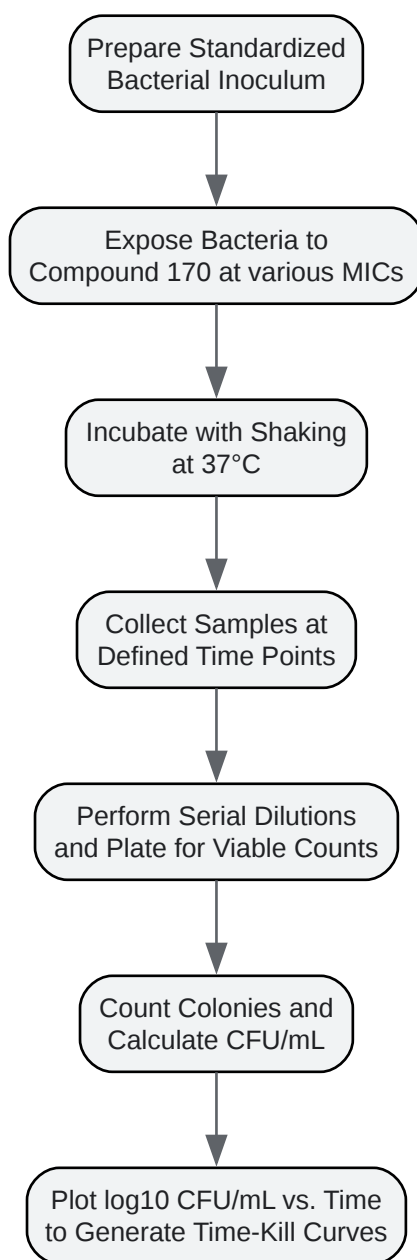 Prepare Standardized
Bacterial Inoculum
Expose Bacteria to
Compound 170 at various MICs
Incubate with Shaking
at 37°C
Collect Samples at
Defined Time Points
Perform Serial Dilutions
and Plate for Viable Counts
Count Colonies and
Calculate CFU/mL
Plot log10 CFU/mL vs. Time
to Generate Time-Kill Curves